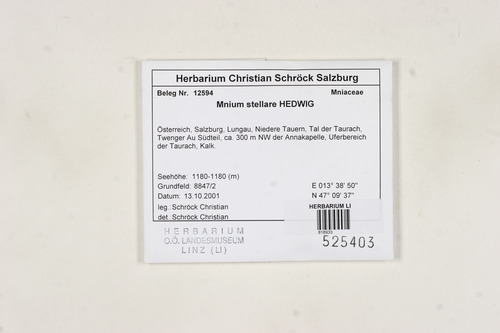 Herbarium Christian Schröck Salzburg
Beleg Nr. 12594 Mniaceae
Mnium stellare HEDWIG
Österreich, Salzburg, Lungau, Niedere Tauern, Tal der Taurach,
Twenger Au Südteil, ca. 300 m NW der Annakapelle, Uferbereich
der Taurach, Kalk.
Seehöhe: 1180-1180 (m)
Grundfeld: 8847/2 E 013° 38' 50"
Datum: 13.10.2001 N 47° 09' 37"
leg.: Schröck Christian HERBARIUM LI
det. Schröck Christian
HERBARIUM
O.Ö. LANDESMUSEUM
LINZ (LI)
525403